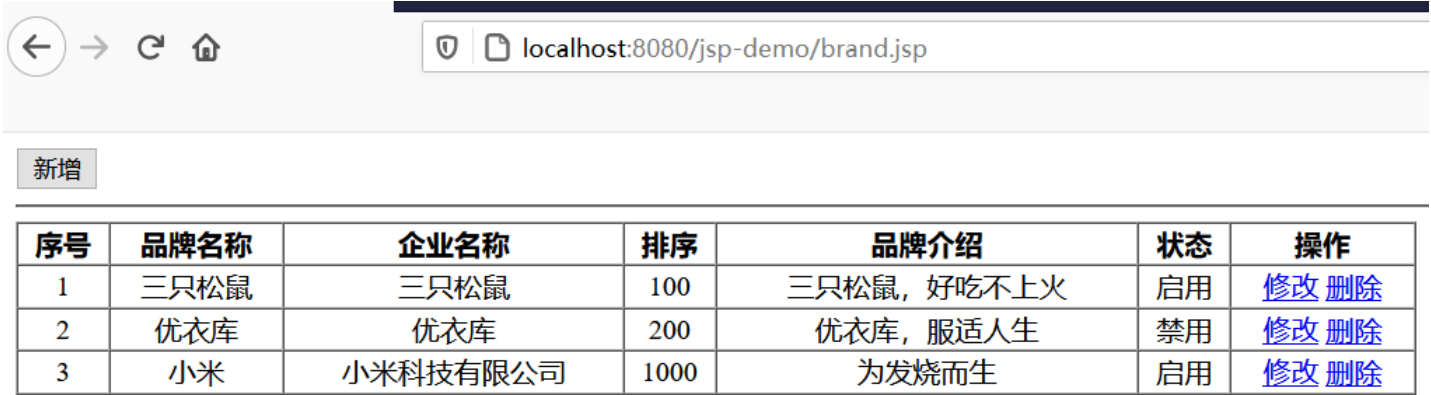 localhost:8080/jsp-demo/brand.jsp
新增
序号 品牌名称 企业名称 排序 品牌介绍 状态 操作
1 三只松鼠 三只松鼠 100 三只松鼠，好吃不上火 启用 修改 删除
2 优衣库 优衣库 200 优衣库，服适人生 禁用 修改 删除
3 小米 小米科技有限公司 1000 为发烧而生 启用 修改 删除